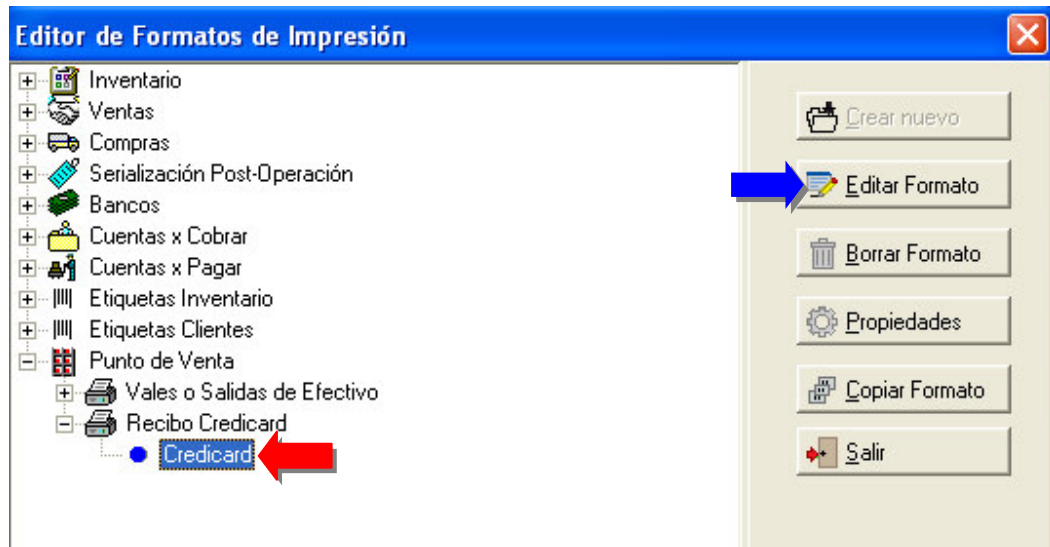 Editor de Formatos de Impresión
Inventario
Ventas
Compras
Serialización Post-Operación
Bancos
Cuentas x Cobrar
Cuentas x Pagar
Etiquetas Inventario
Etiquetas Clientes
Punto de Venta
Vales o Salidas de Efectivo
Recibo Credicard
Credicard
Crear nuevo
Editar Formato
Borrar Formato
Propiedades
Copiar Formato
Salir